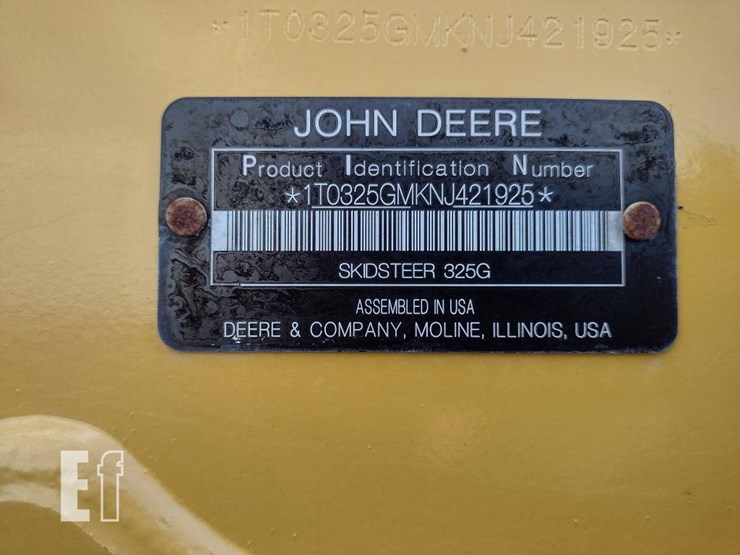 *1T0325GMKNJ421925*
JOHN DEERE
Product Identification Number
*1T0325GMKNJ421925*
SKIDSTEER 325G
ASSEMBLED IN USA
DEERE & COMPANY, MOLINE, ILLINOIS, USA
Ef